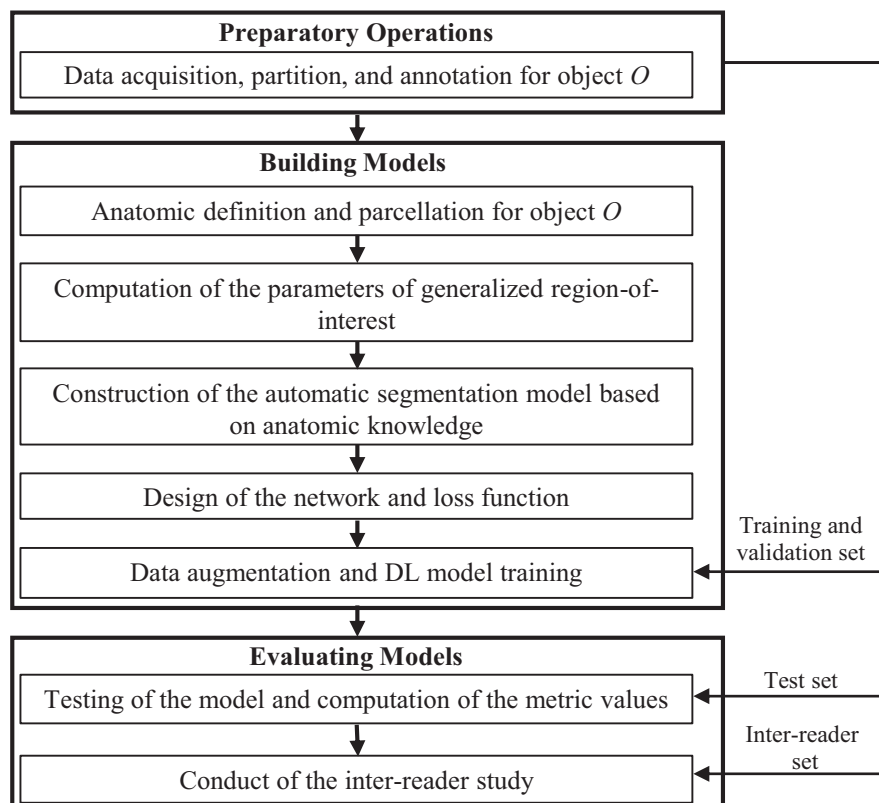 Preparatory Operations
Data acquisition, partition, and annotation for object O
Building Models
Anatomic definition and parcellation for object O
Computation of the parameters of generalized region-of-
interest
Construction of the automatic segmentation model based
on anatomic knowledge
Design of the network and loss function
Training and
validation set
Data augmentation and DL model training
Evaluating Models
Testing of the model and computation of the metric values
Test set
Inter-reader
set
Conduct of the inter-reader study